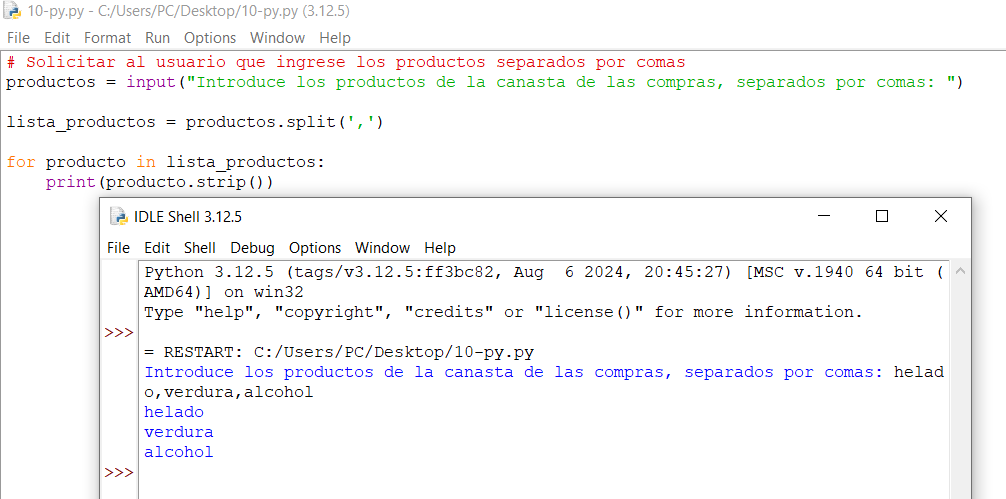 10-py.py - C:/Users/PC/Desktop/10-py.py (3.12.5)
File Edit Format Run Options Window Help
# Solicitar al usuario que ingrese los productos separados por comas
productos = input("Introduce los productos de la canasta de las compras, separados por comas: ")
lista_productos = productos.split(',')
for producto in lista_productos:
    print(producto.strip())
IDLE Shell 3.12.5
File Edit Shell Debug Options Window Help
Python 3.12.5 (tags/v3.12.5:ff3bc82, Aug  6 2024, 20:45:27) [MSC v.1940 64 bit (
AMD64)] on win32
Type "help", "copyright", "credits" or "license()" for more information.
>>>
= RESTART: C:/Users/PC/Desktop/10-py.py
Introduce los productos de la canasta de las compras, separados por comas: helad
o,verdura,alcohol
helado
verdura
alcohol
>>>